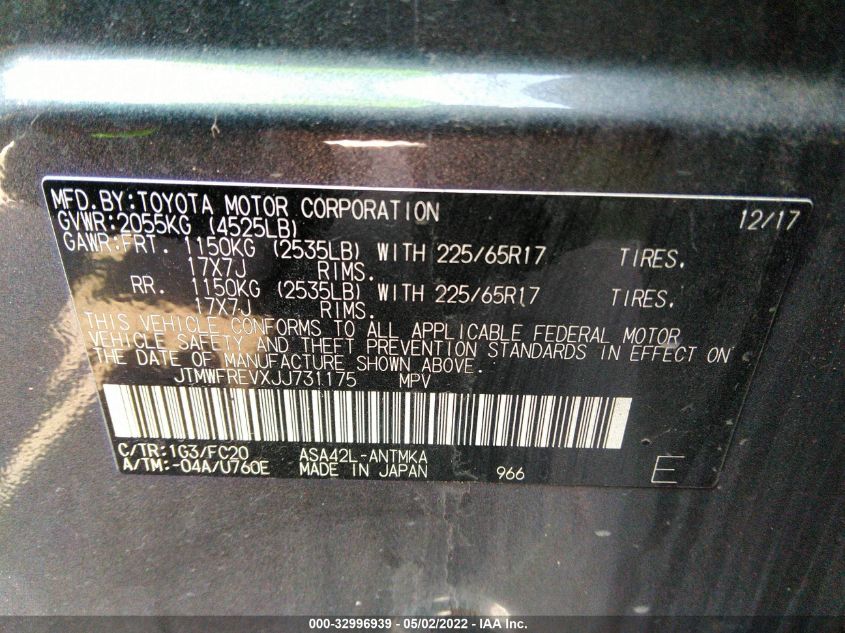 MFD.BY:TOYOTA MOTOR CORPORATION 12/17
GVWR:2055KG (4525LB)
GAWR:FRT. 1150KG (2535LB) WITH 225/65R17 TIRES.
17X7J RIMS.
RR. 1150KG (2535LB) WITH 225/65R17 TIRES.
17X7J RIMS.
THIS VEHICLE CONFORMS TO ALL APPLICABLE FEDERAL MOTOR
VEHICLE SAFETY AND THEFT PREVENTION STANDARDS IN EFFECT ON
THE DATE OF MANUFACTURE SHOWN ABOVE.
JTMWFREVXJJ731175 MPV
C/TR:1G3/FC20 ASA42L-ANTMKA
A/TM:-04A/U760E MADE IN JAPAN 966 E
000-32996939 - 05/02/2022 - IAA Inc.